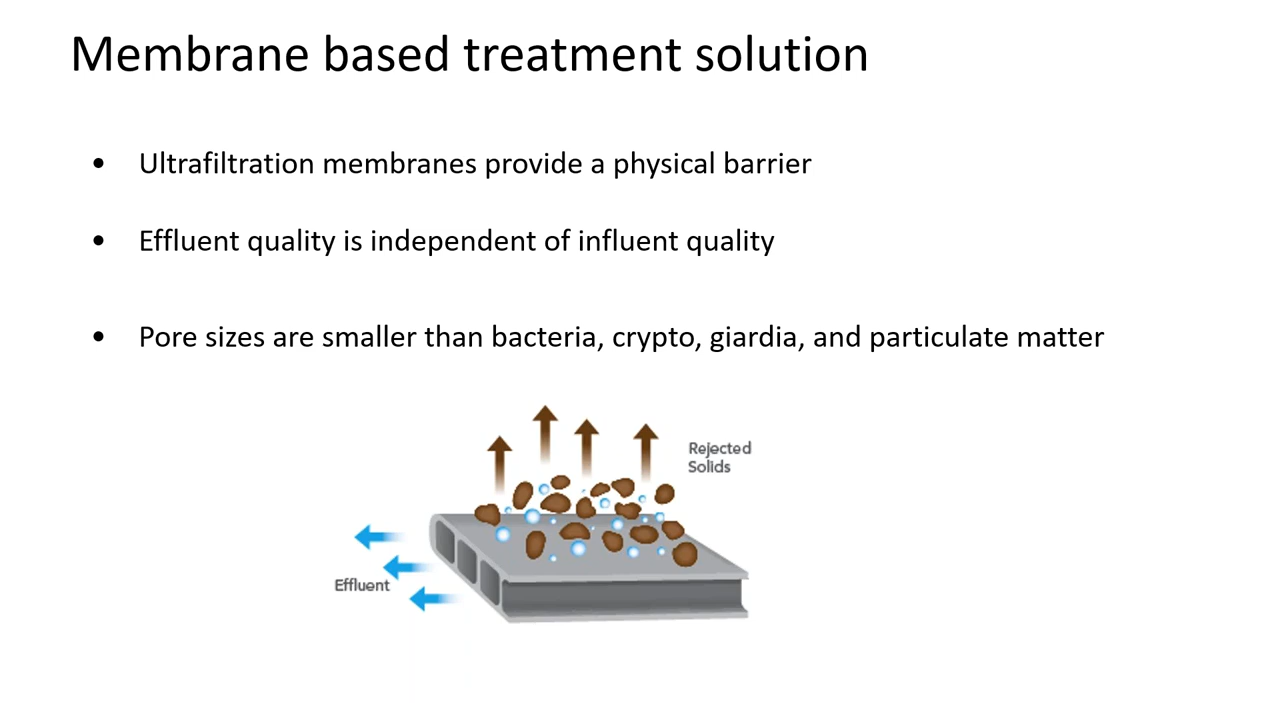 Membrane based treatment solution
• Ultrafiltration membranes provide a physical barrier
• Effluent quality is independent of influent quality
• Pore sizes are smaller than bacteria, crypto, giardia, and particulate matter
Rejected
Solids
Effluent